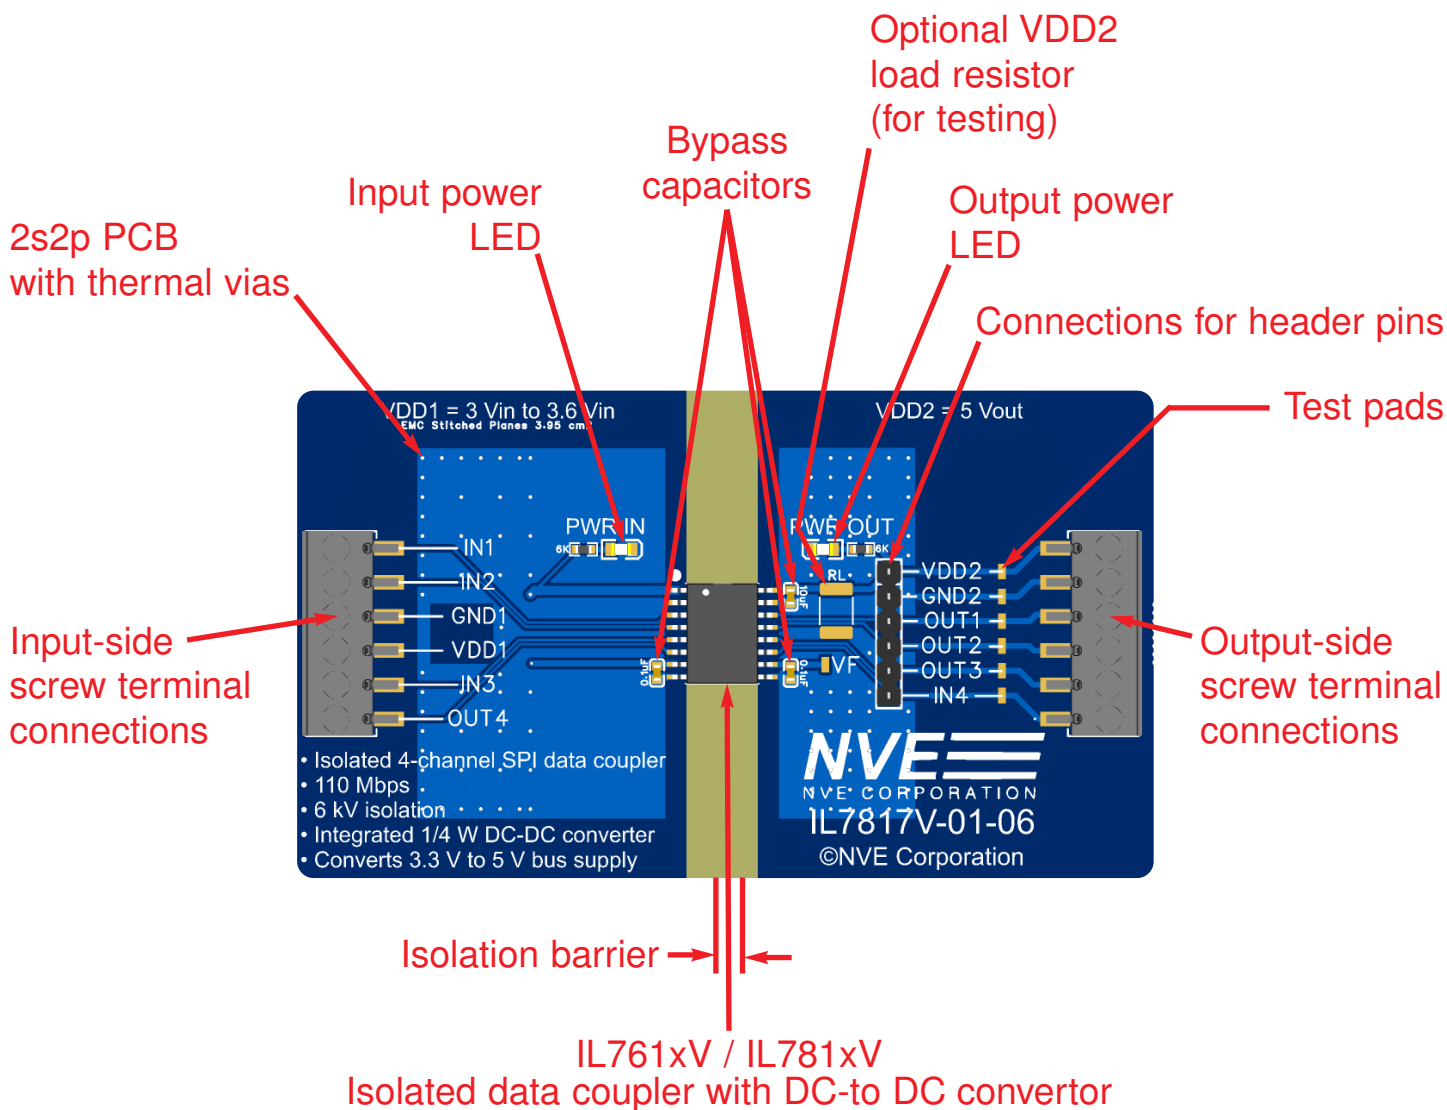 Optional VDD2
load resistor
(for testing)
Bypass
capacitors
Input power
LED
Output power
LED
2s2p PCB
with thermal vias
Connections for header pins
Test pads
VDD1 = 3 Vin to 3.6 Vin
EMC Stitched Planes 3.95 cm²
VDD2 = 5 Vout
PWR IN
6K
PWR OUT
6K
IN1
IN2
GND1
VDD1
IN3
OUT4
0.1uF
10uF
0.1uF
RL
VF
VDD2
GND2
OUT1
OUT2
OUT3
IN4
Input-side
screw terminal
connections
Output-side
screw terminal
connections
• Isolated 4-channel SPI data coupler
• 110 Mbps
• 6 kV isolation
• Integrated 1/4 W DC-DC converter
• Converts 3.3 V to 5 V bus supply
NVE
NVE CORPORATION
IL7817V-01-06
©NVE Corporation
Isolation barrier
IL761xV / IL781xV
Isolated data coupler with DC-to DC convertor